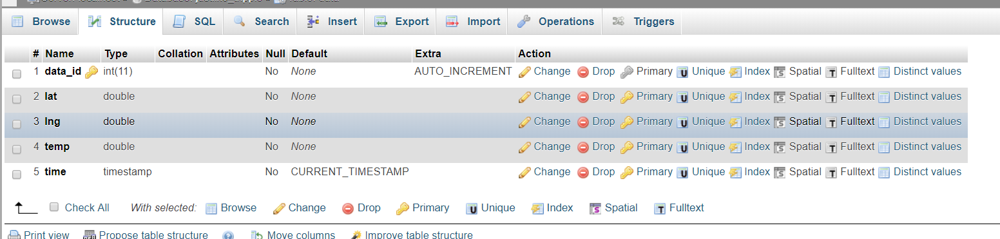 Browse Structure SQL Search Insert Export Import Operations Triggers
# Name Type Collation Attributes Null Default Extra Action
1 data_id int(11) No None AUTO_INCREMENT Change Drop Primary Unique Index Spatial Fulltext Distinct values
2 lat double No None Change Drop Primary Unique Index Spatial Fulltext Distinct values
3 lng double No None Change Drop Primary Unique Index Spatial Fulltext Distinct values
4 temp double No None Change Drop Primary Unique Index Spatial Fulltext Distinct values
5 time timestamp No CURRENT_TIMESTAMP Change Drop Primary Unique Index Spatial Fulltext Distinct values
Check All With selected: Browse Change Drop Primary Unique Index Spatial Fulltext
Print view Propose table structure Move columns Improve table structure